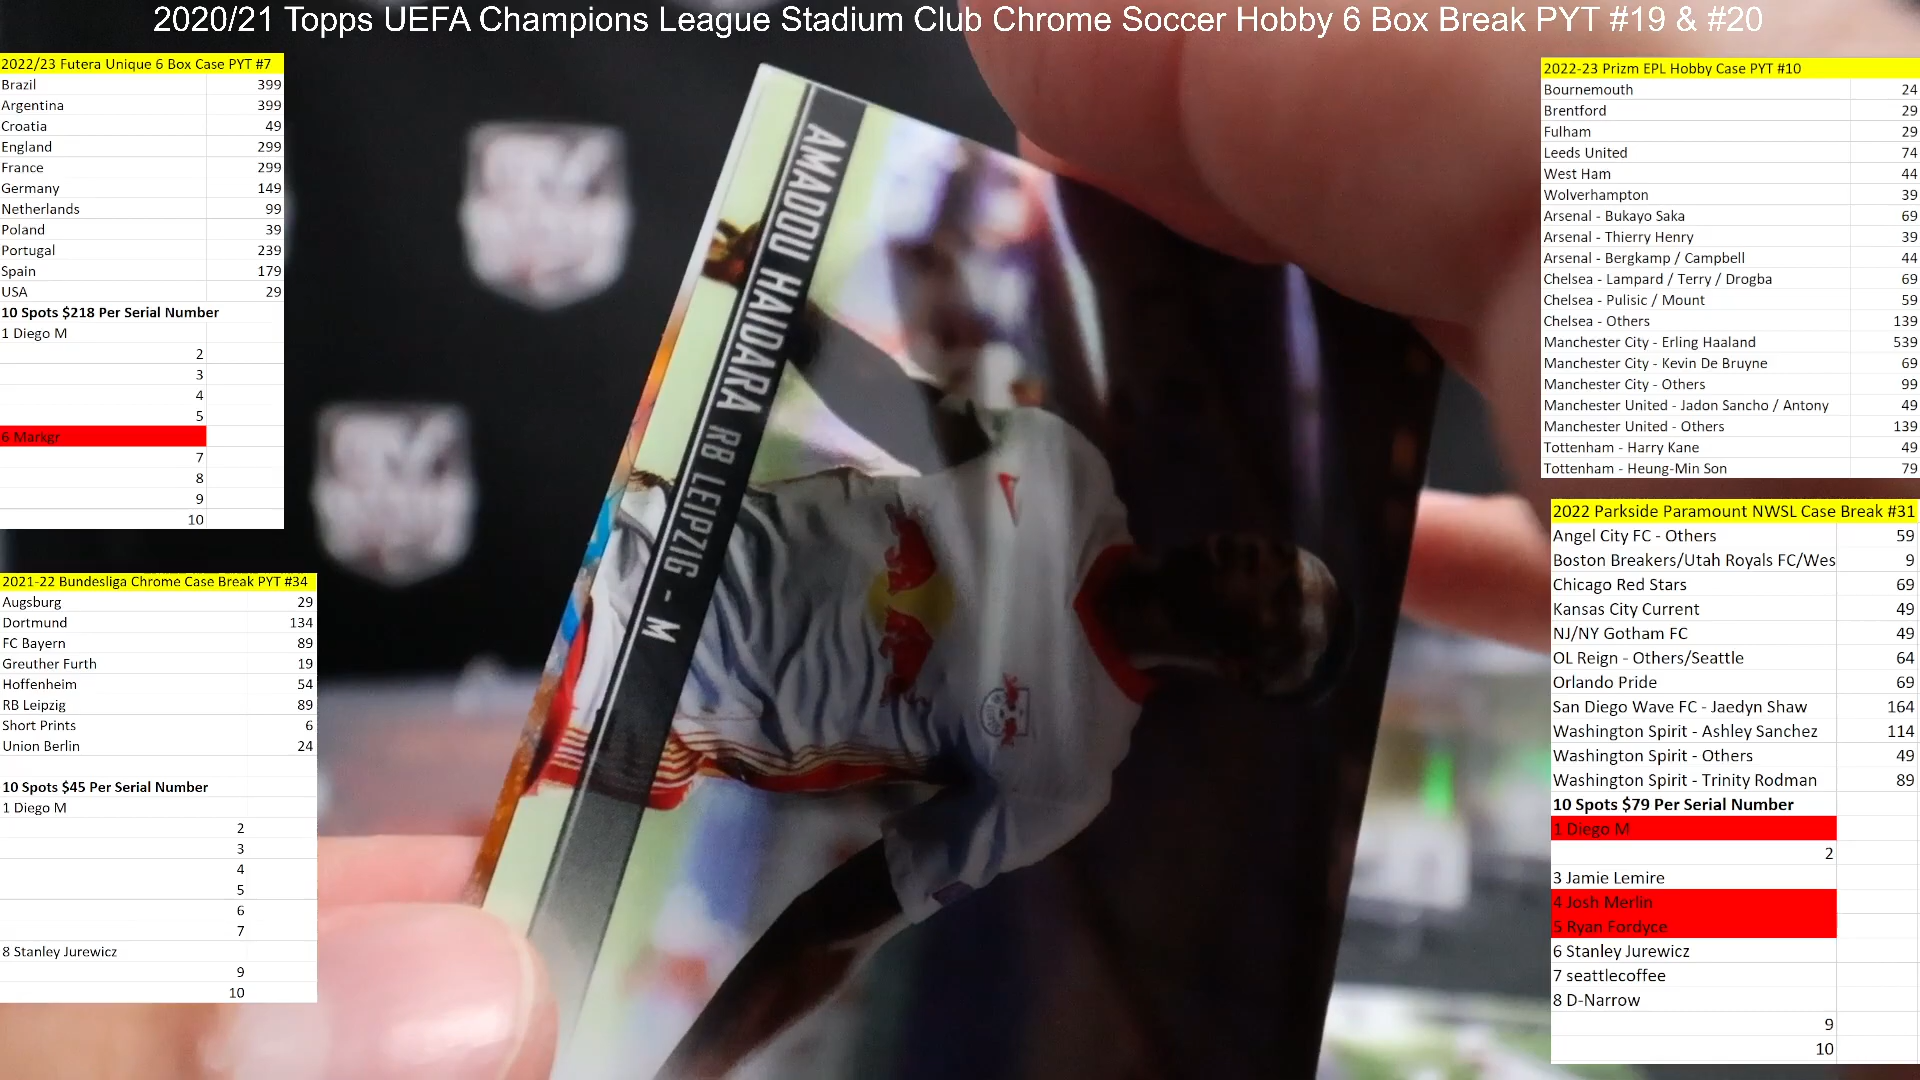 2020/21 Topps UEFA Champions League Stadium Club Chrome Soccer Hobby 6 Box Break PYT #19 & #20
2022/23 Futera Unique 6 Box Case PYT #7
Brazil 399
Argentina 399
Croatia 49
England 299
France 299
Germany 149
Netherlands 99
Poland 39
Portugal 239
Spain 179
USA 29
10 Spots $218 Per Serial Number
1 Diego M
2
3
4
5
6 Markgr
7
8
9
10
2021-22 Bundesliga Chrome Case Break PYT #34
Augsburg 29
Dortmund 134
FC Bayern 89
Greuther Furth 19
Hoffenheim 54
RB Leipzig 89
Short Prints 6
Union Berlin 24
10 Spots $45 Per Serial Number
1 Diego M
2
3
4
5
6
7
8 Stanley Jurewicz
9
10
AMADOU HAIDARA RB LEIPZIG - M
2022-23 Prizm EPL Hobby Case PYT #10
Bournemouth 24
Brentford 29
Fulham 29
Leeds United 74
West Ham 44
Wolverhampton 39
Arsenal - Bukayo Saka 69
Arsenal - Thierry Henry 39
Arsenal - Bergkamp / Campbell 44
Chelsea - Lampard / Terry / Drogba 69
Chelsea - Pulisic / Mount 59
Chelsea - Others 139
Manchester City - Erling Haaland 539
Manchester City - Kevin De Bruyne 69
Manchester City - Others 99
Manchester United - Jadon Sancho / Antony 49
Manchester United - Others 139
Tottenham - Harry Kane 49
Tottenham - Heung-Min Son 79
2022 Parkside Paramount NWSL Case Break #31
Angel City FC - Others 59
Boston Breakers/Utah Royals FC/Wes 9
Chicago Red Stars 69
Kansas City Current 49
NJ/NY Gotham FC 49
OL Reign - Others/Seattle 64
Orlando Pride 69
San Diego Wave FC - Jaedyn Shaw 164
Washington Spirit - Ashley Sanchez 114
Washington Spirit - Others 49
Washington Spirit - Trinity Rodman 89
10 Spots $79 Per Serial Number
1 Diego M
2
3 Jamie Lemire
4 Josh Merlin
5 Ryan Fordyce
6 Stanley Jurewicz
7 seattlecoffee
8 D-Narrow
9
10